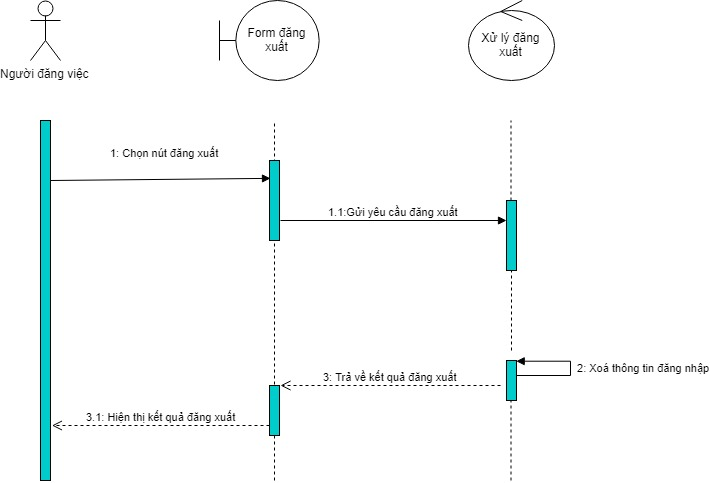 Người đăng việc
Form đăng
xuất
Xử lý đăng
xuất
1: Chọn nút đăng xuất
1.1:Gửi yêu cầu đăng xuất
2: Xoá thông tin đăng nhập
3: Trả về kết quả đăng xuất
3.1: Hiện thị kết quả đăng xuất